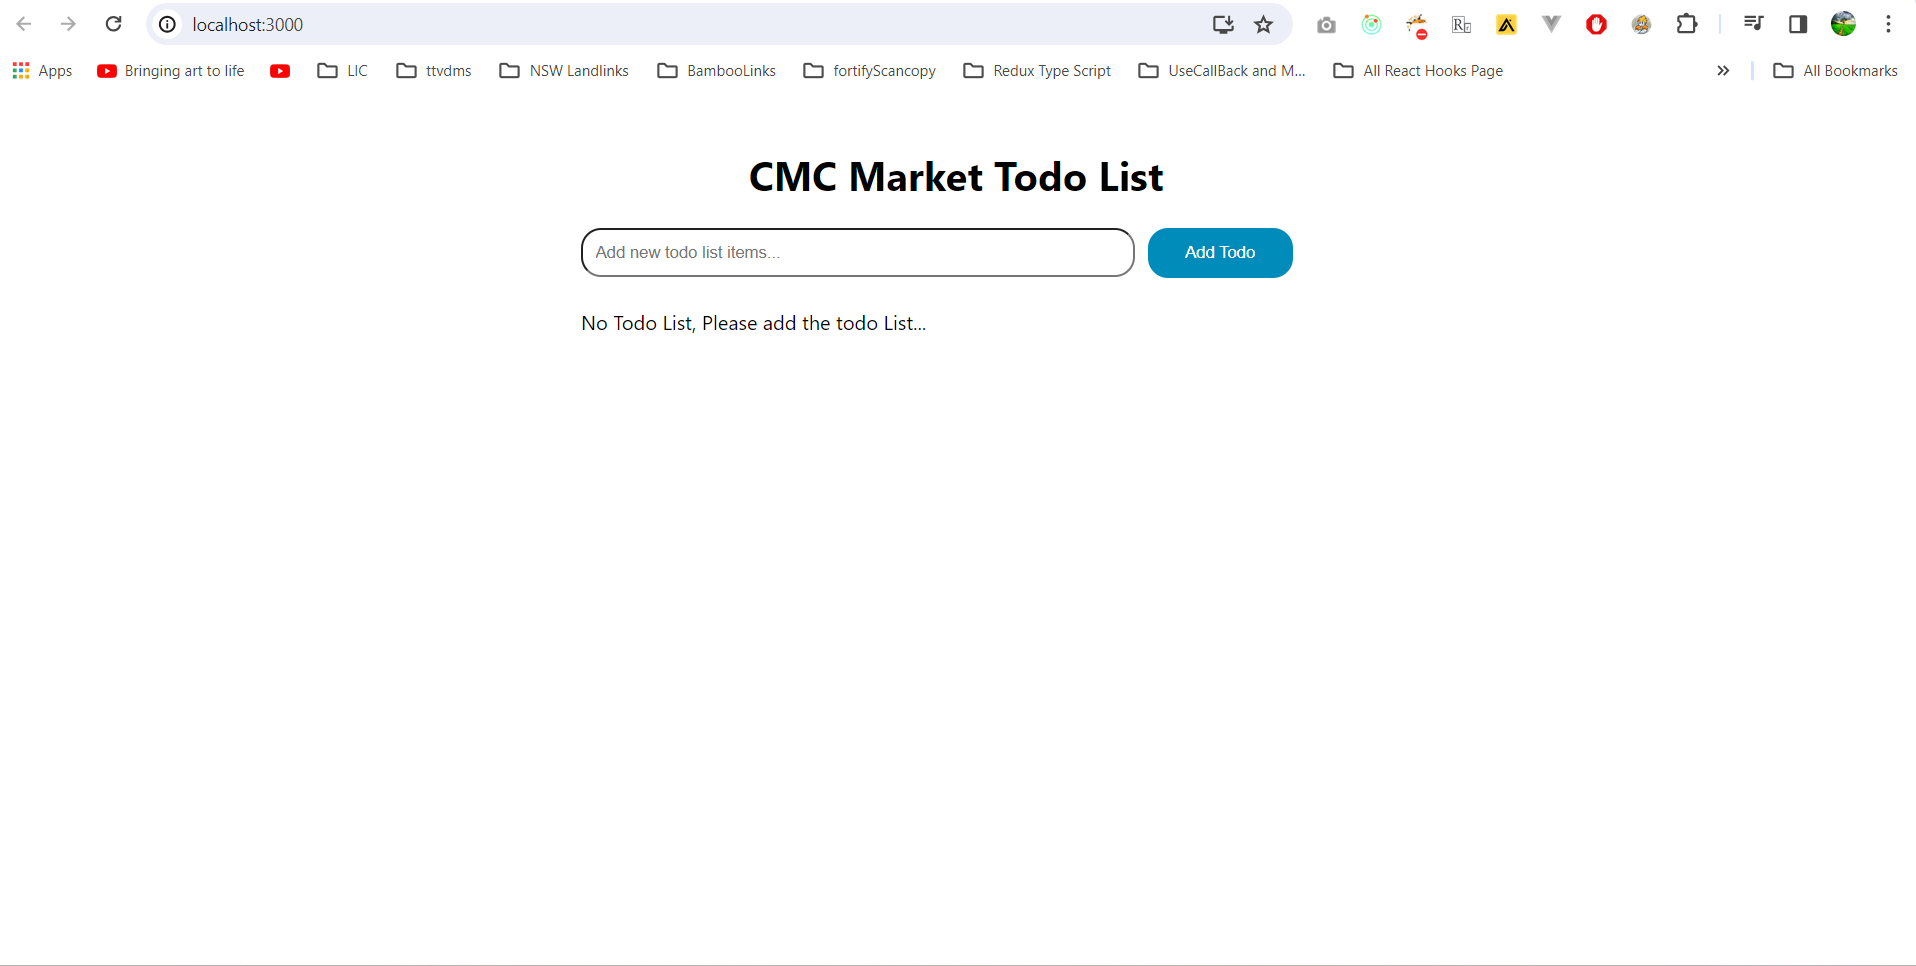 localhost:3000
Apps Bringing art to life LIC ttvdms NSW Landlinks BambooLinks fortifyScancopy Redux Type Script UseCallBack and M... All React Hooks Page » All Bookmarks
CMC Market Todo List
Add new todo list items... Add Todo
No Todo List, Please add the todo List...